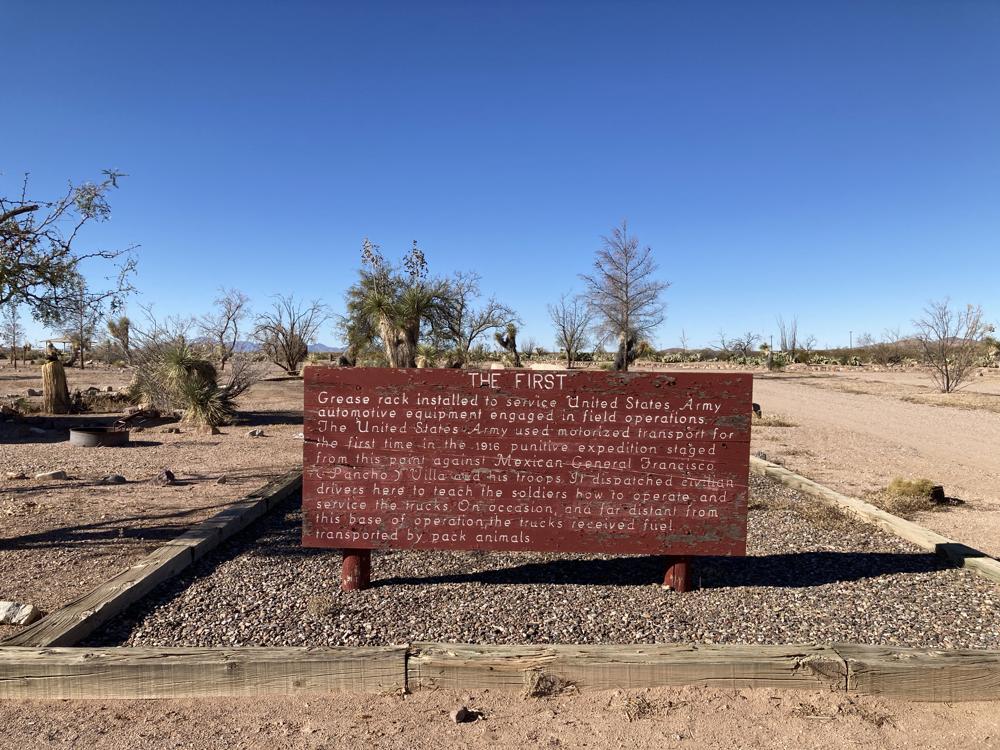 THE FIRST
Grease rack installed to service United States Army
automotive equipment engaged in field operations.
The United States Army used motorized transport for
the first time in the 1916 punitive expedition staged
from this point against Mexican General Francisco
("Pancho") Villa and his troops. It dispatched civilian
drivers here to teach the soldiers how to operate and
service the trucks. On occasion, and far distant from
this base of operation, the trucks received fuel
transported by pack animals.